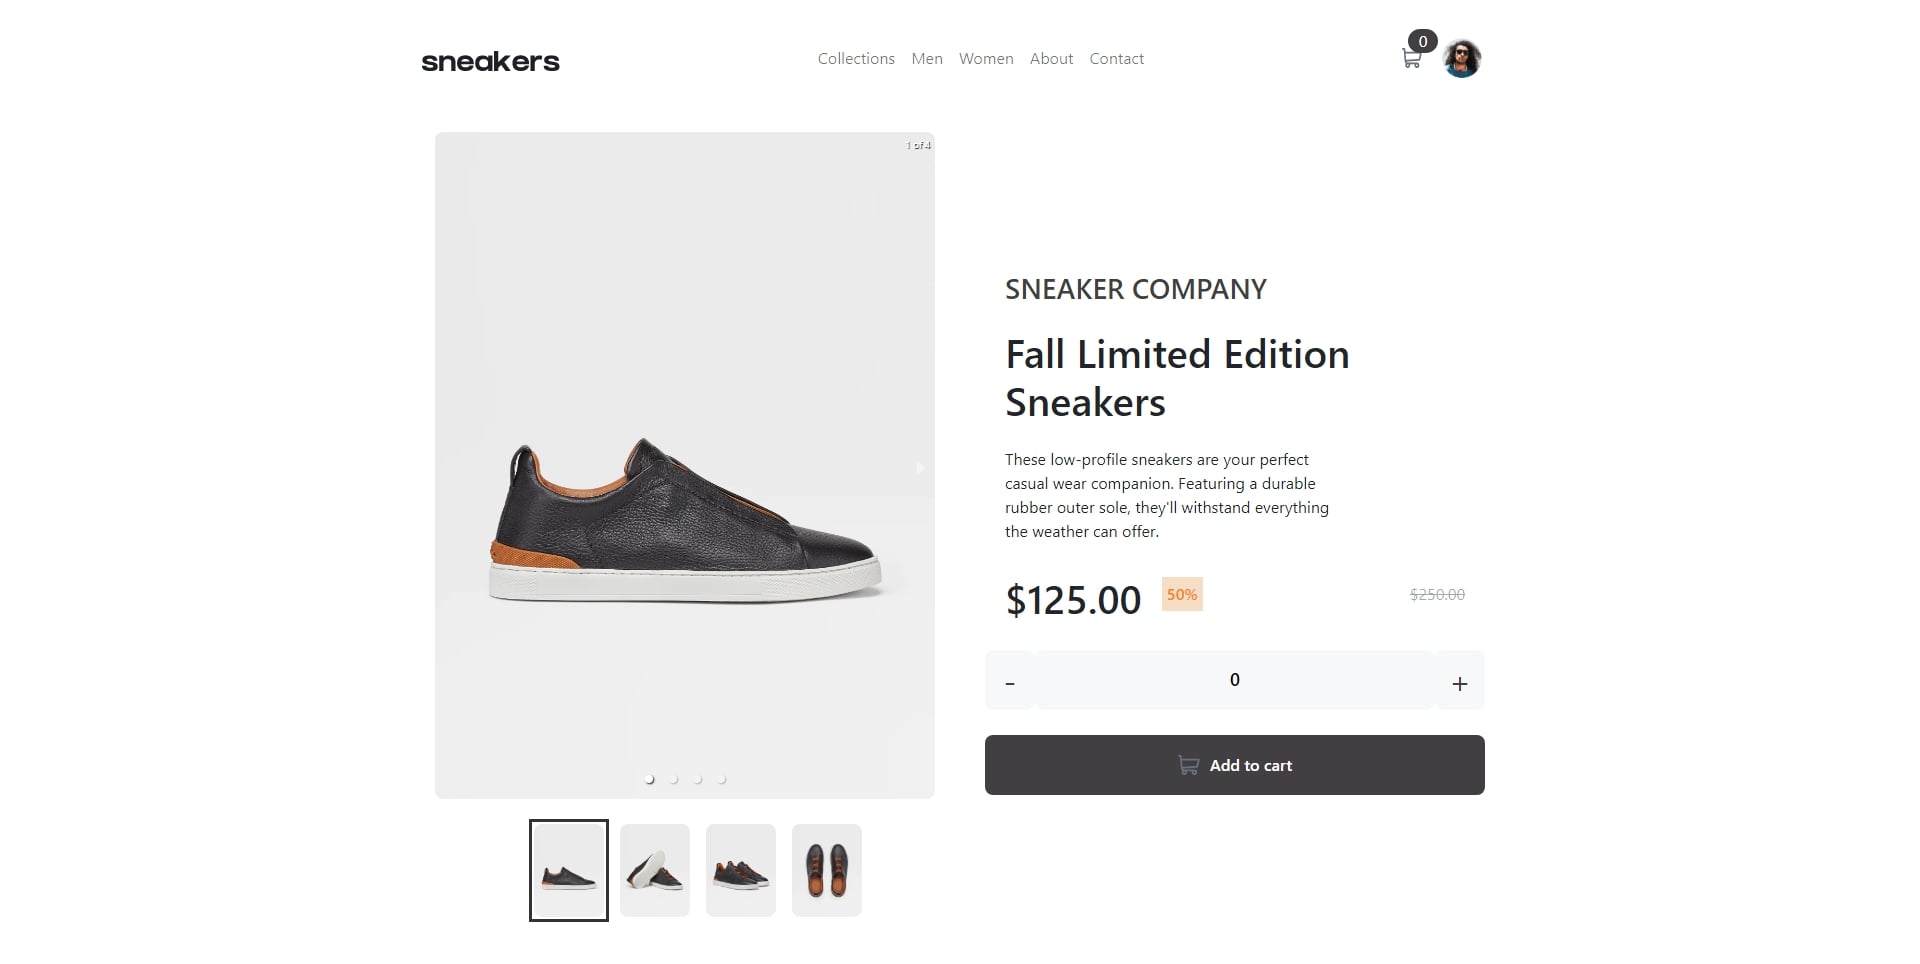 sneakers
Collections Men Women About Contact
0
1 of 4
SNEAKER COMPANY
Fall Limited Edition
Sneakers
These low-profile sneakers are your perfect
casual wear companion. Featuring a durable
rubber outer sole, they'll withstand everything
the weather can offer.
$125.00 50% $250.00
- 0 +
Add to cart